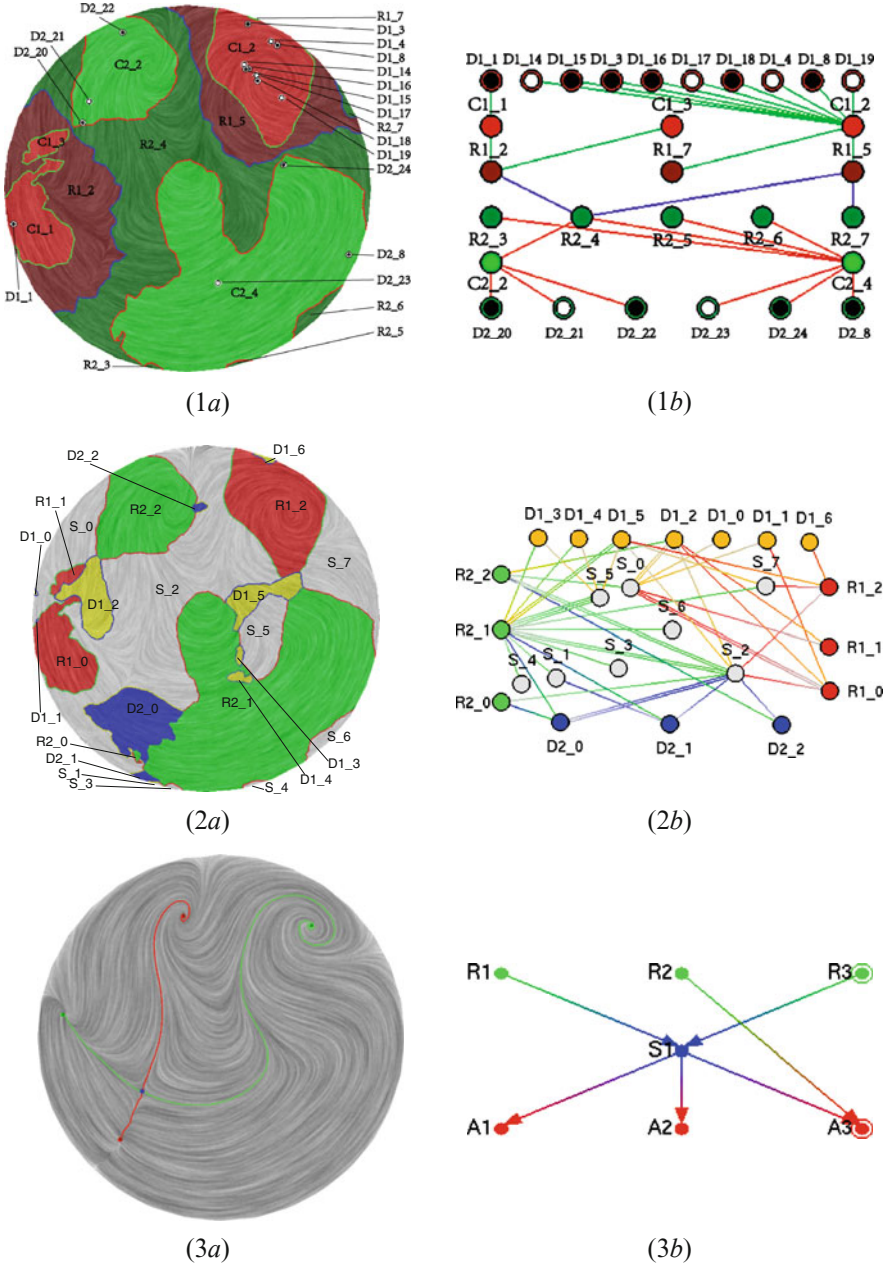 D2_22
D2_21
D2_20
R1_7
D1_3
D1_4
D1_8
D1_14
D1_16
D1_15
D1_17
R2_7
D1_18
D1_19
D2_24
C1_2
C2_2
R1_5
C1_3
R2_4
R1_2
C1_1
D1_1
D2_8
D2_23
C2_4
R2_6
R2_5
R2_3
(1a)
D1_1 D1_14 D1_15 D1_3 D1_16 D1_17 D1_18 D1_4 D1_8 D1_19
C1_1 C1_3 C1_2
R1_2 R1_7 R1_5
R2_3 R2_4 R2_5 R2_6 R2_7
C2_2 C2_4
D2_20 D2_21 D2_22 D2_23 D2_24 D2_8
(1b)
D2_2
D1_6
R1_1
D1_0
S_0
R2_2
R1_2
S_7
S_2
D1_2
D1_5
S_5
R1_0
D1_1
D2_0
R2_1
R2_0
D2_1
S_1
S_3
S_6
D1_3
D1_4
S_4
(2a)
D1_3 D1_4 D1_5 D1_2 D1_0 D1_1 D1_6
R2_2 S_5 S_0 S_7 R1_2
R2_1 S_6
S_4 S_1 S_3 S_2 R1_1
R2_0 R1_0
D2_0 D2_1 D2_2
(2b)
(3a)
R1 R2 R3
S1
A1 A2 A3
(3b)